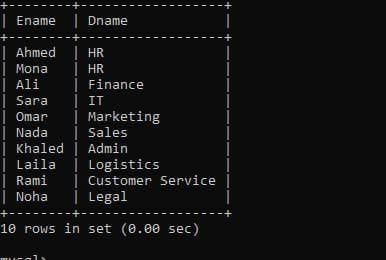 +--------+------------------+
| Ename  | Dname            |
+--------+------------------+
| Ahmed  | HR               |
| Mona   | HR               |
| Ali    | Finance          |
| Sara   | IT               |
| Omar   | Marketing        |
| Nada   | Sales            |
| Khaled | Admin            |
| Laila  | Logistics        |
| Rami   | Customer Service |
| Noha   | Legal            |
+--------+------------------+
10 rows in set (0.00 sec)

mysql>